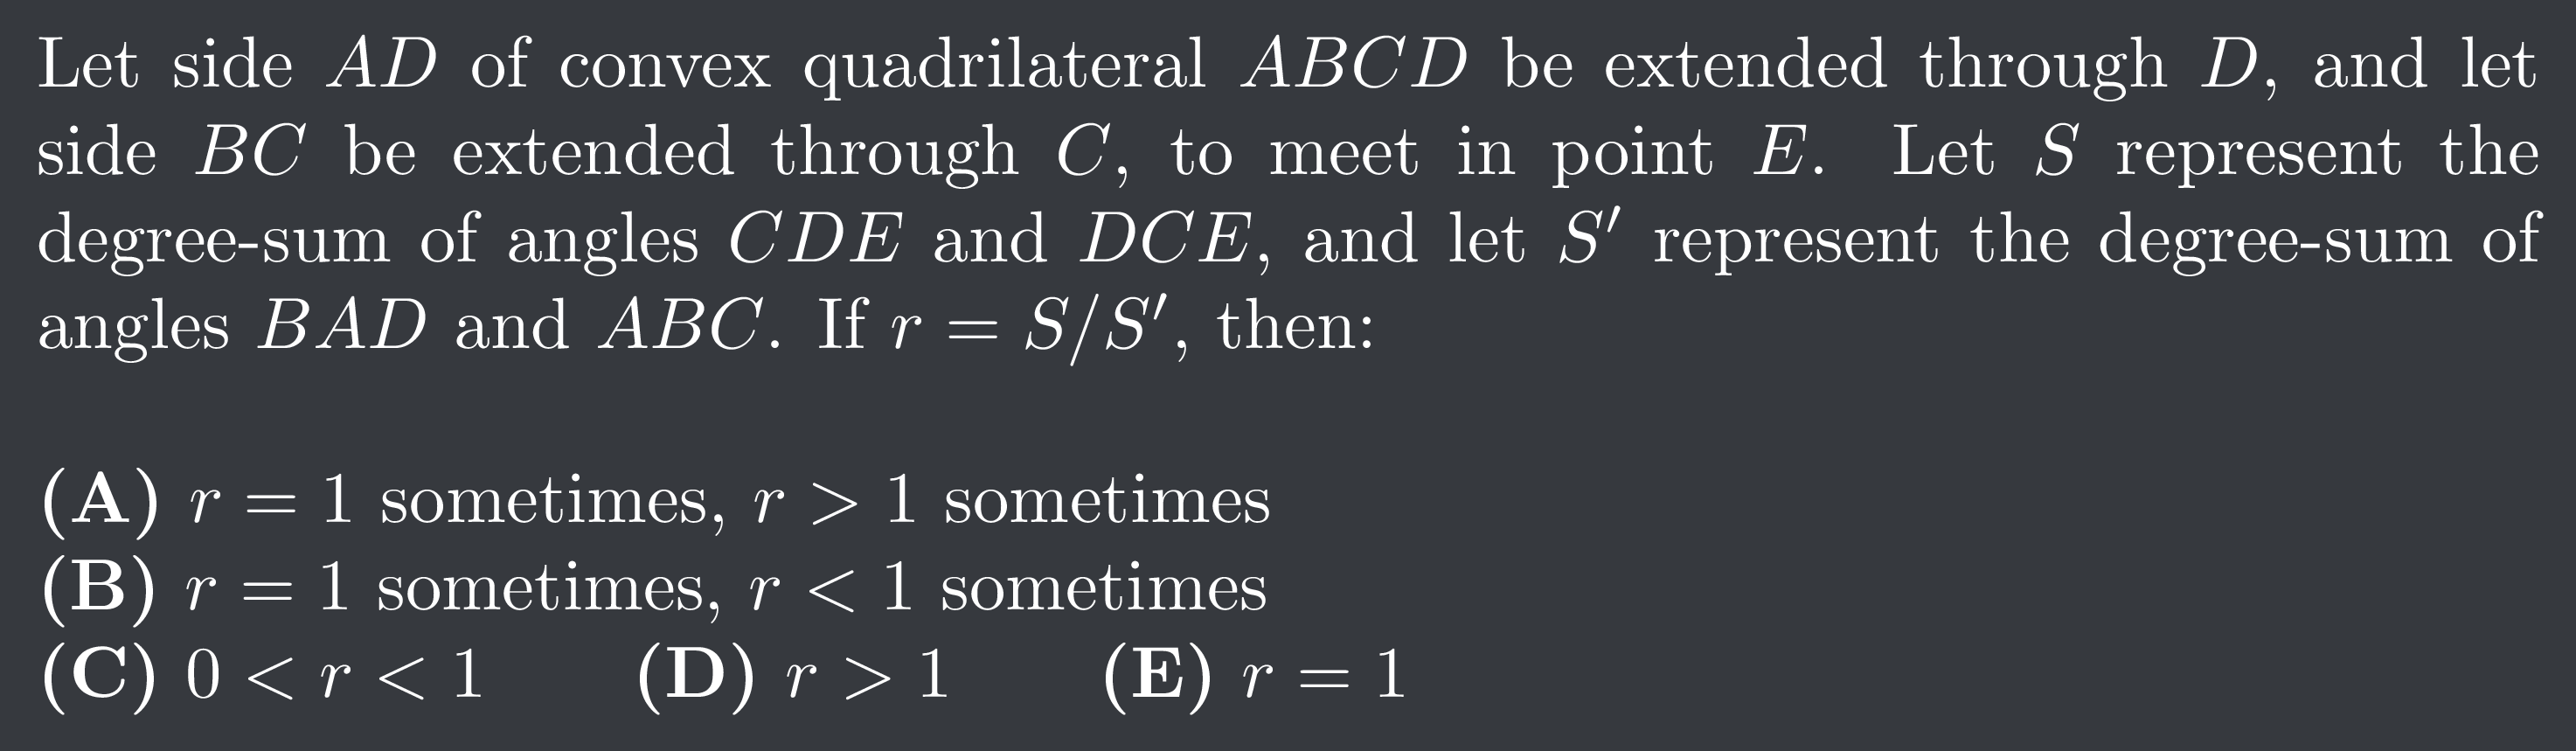 Let side AD of convex quadrilateral ABCD be extended through D, and let
side BC be extended through C, to meet in point E. Let S represent the
degree-sum of angles CDE and DCE, and let S′ represent the degree-sum of
angles BAD and ABC. If r = S/S′, then:
(A) r = 1 sometimes, r > 1 sometimes
(B) r = 1 sometimes, r < 1 sometimes
(C) 0 < r < 1 (D) r > 1 (E) r = 1